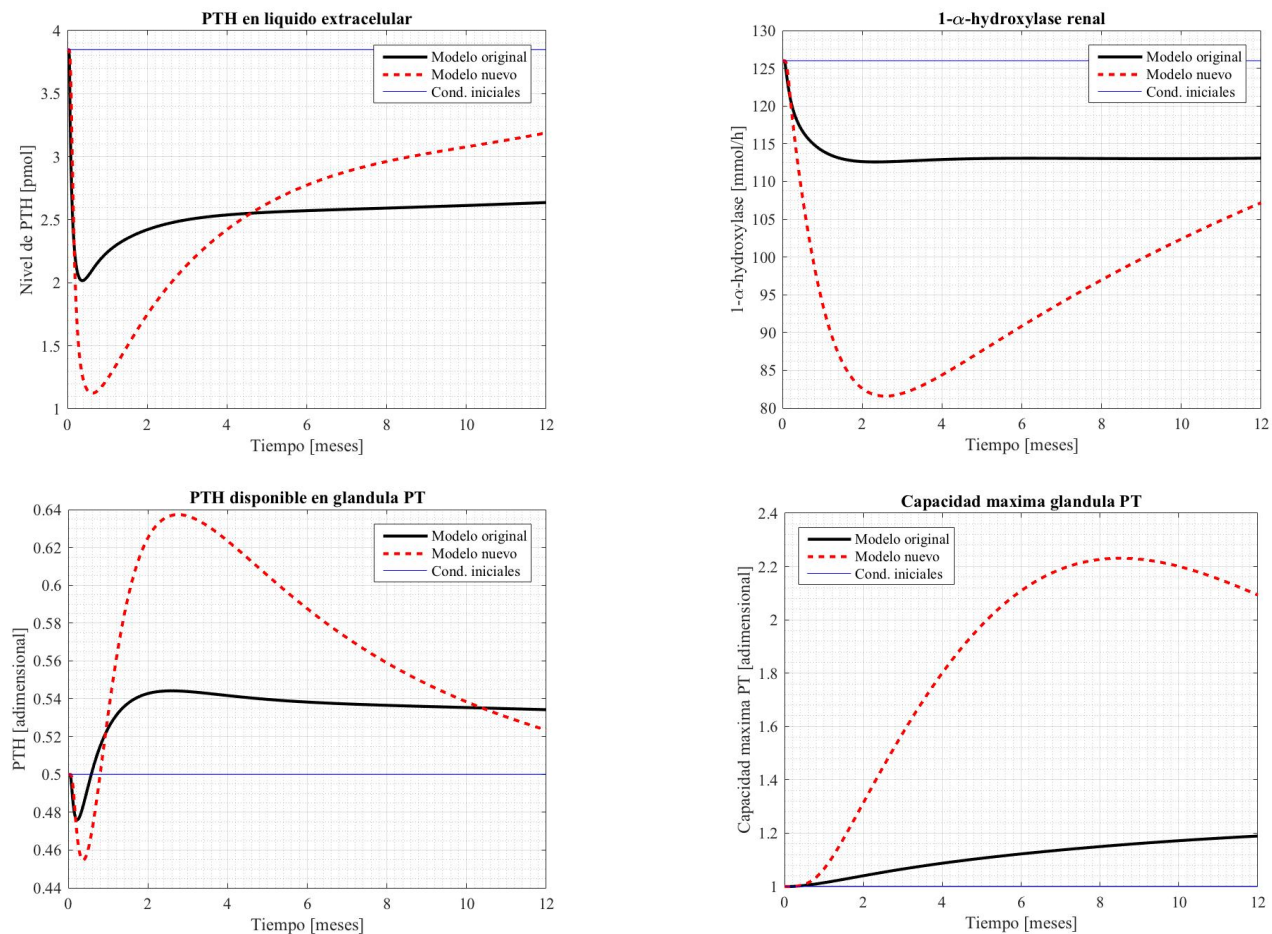 PTH en liquido extracelular
4
3.5
3
2.5
2
1.5
1
Nivel de PTH [pmol]
Modelo original
Modelo nuevo
Cond. iniciales
0 2 4 6 8 10 12
Tiempo [meses]
1-α-hydroxylase renal
130
125
120
115
110
105
100
95
90
85
80
1-α-hydroxylase [mmol/h]
Modelo original
Modelo nuevo
Cond. iniciales
0 2 4 6 8 10 12
Tiempo [meses]
PTH disponible en glandula PT
0.64
0.62
0.6
0.58
0.56
0.54
0.52
0.5
0.48
0.46
0.44
PTH [adimensional]
Modelo original
Modelo nuevo
Cond. iniciales
0 2 4 6 8 10 12
Tiempo [meses]
Capacidad maxima glandula PT
2.4
2.2
2
1.8
1.6
1.4
1.2
1
Capacidad maxima PT [adimensional]
Modelo original
Modelo nuevo
Cond. iniciales
0 2 4 6 8 10 12
Tiempo [meses]